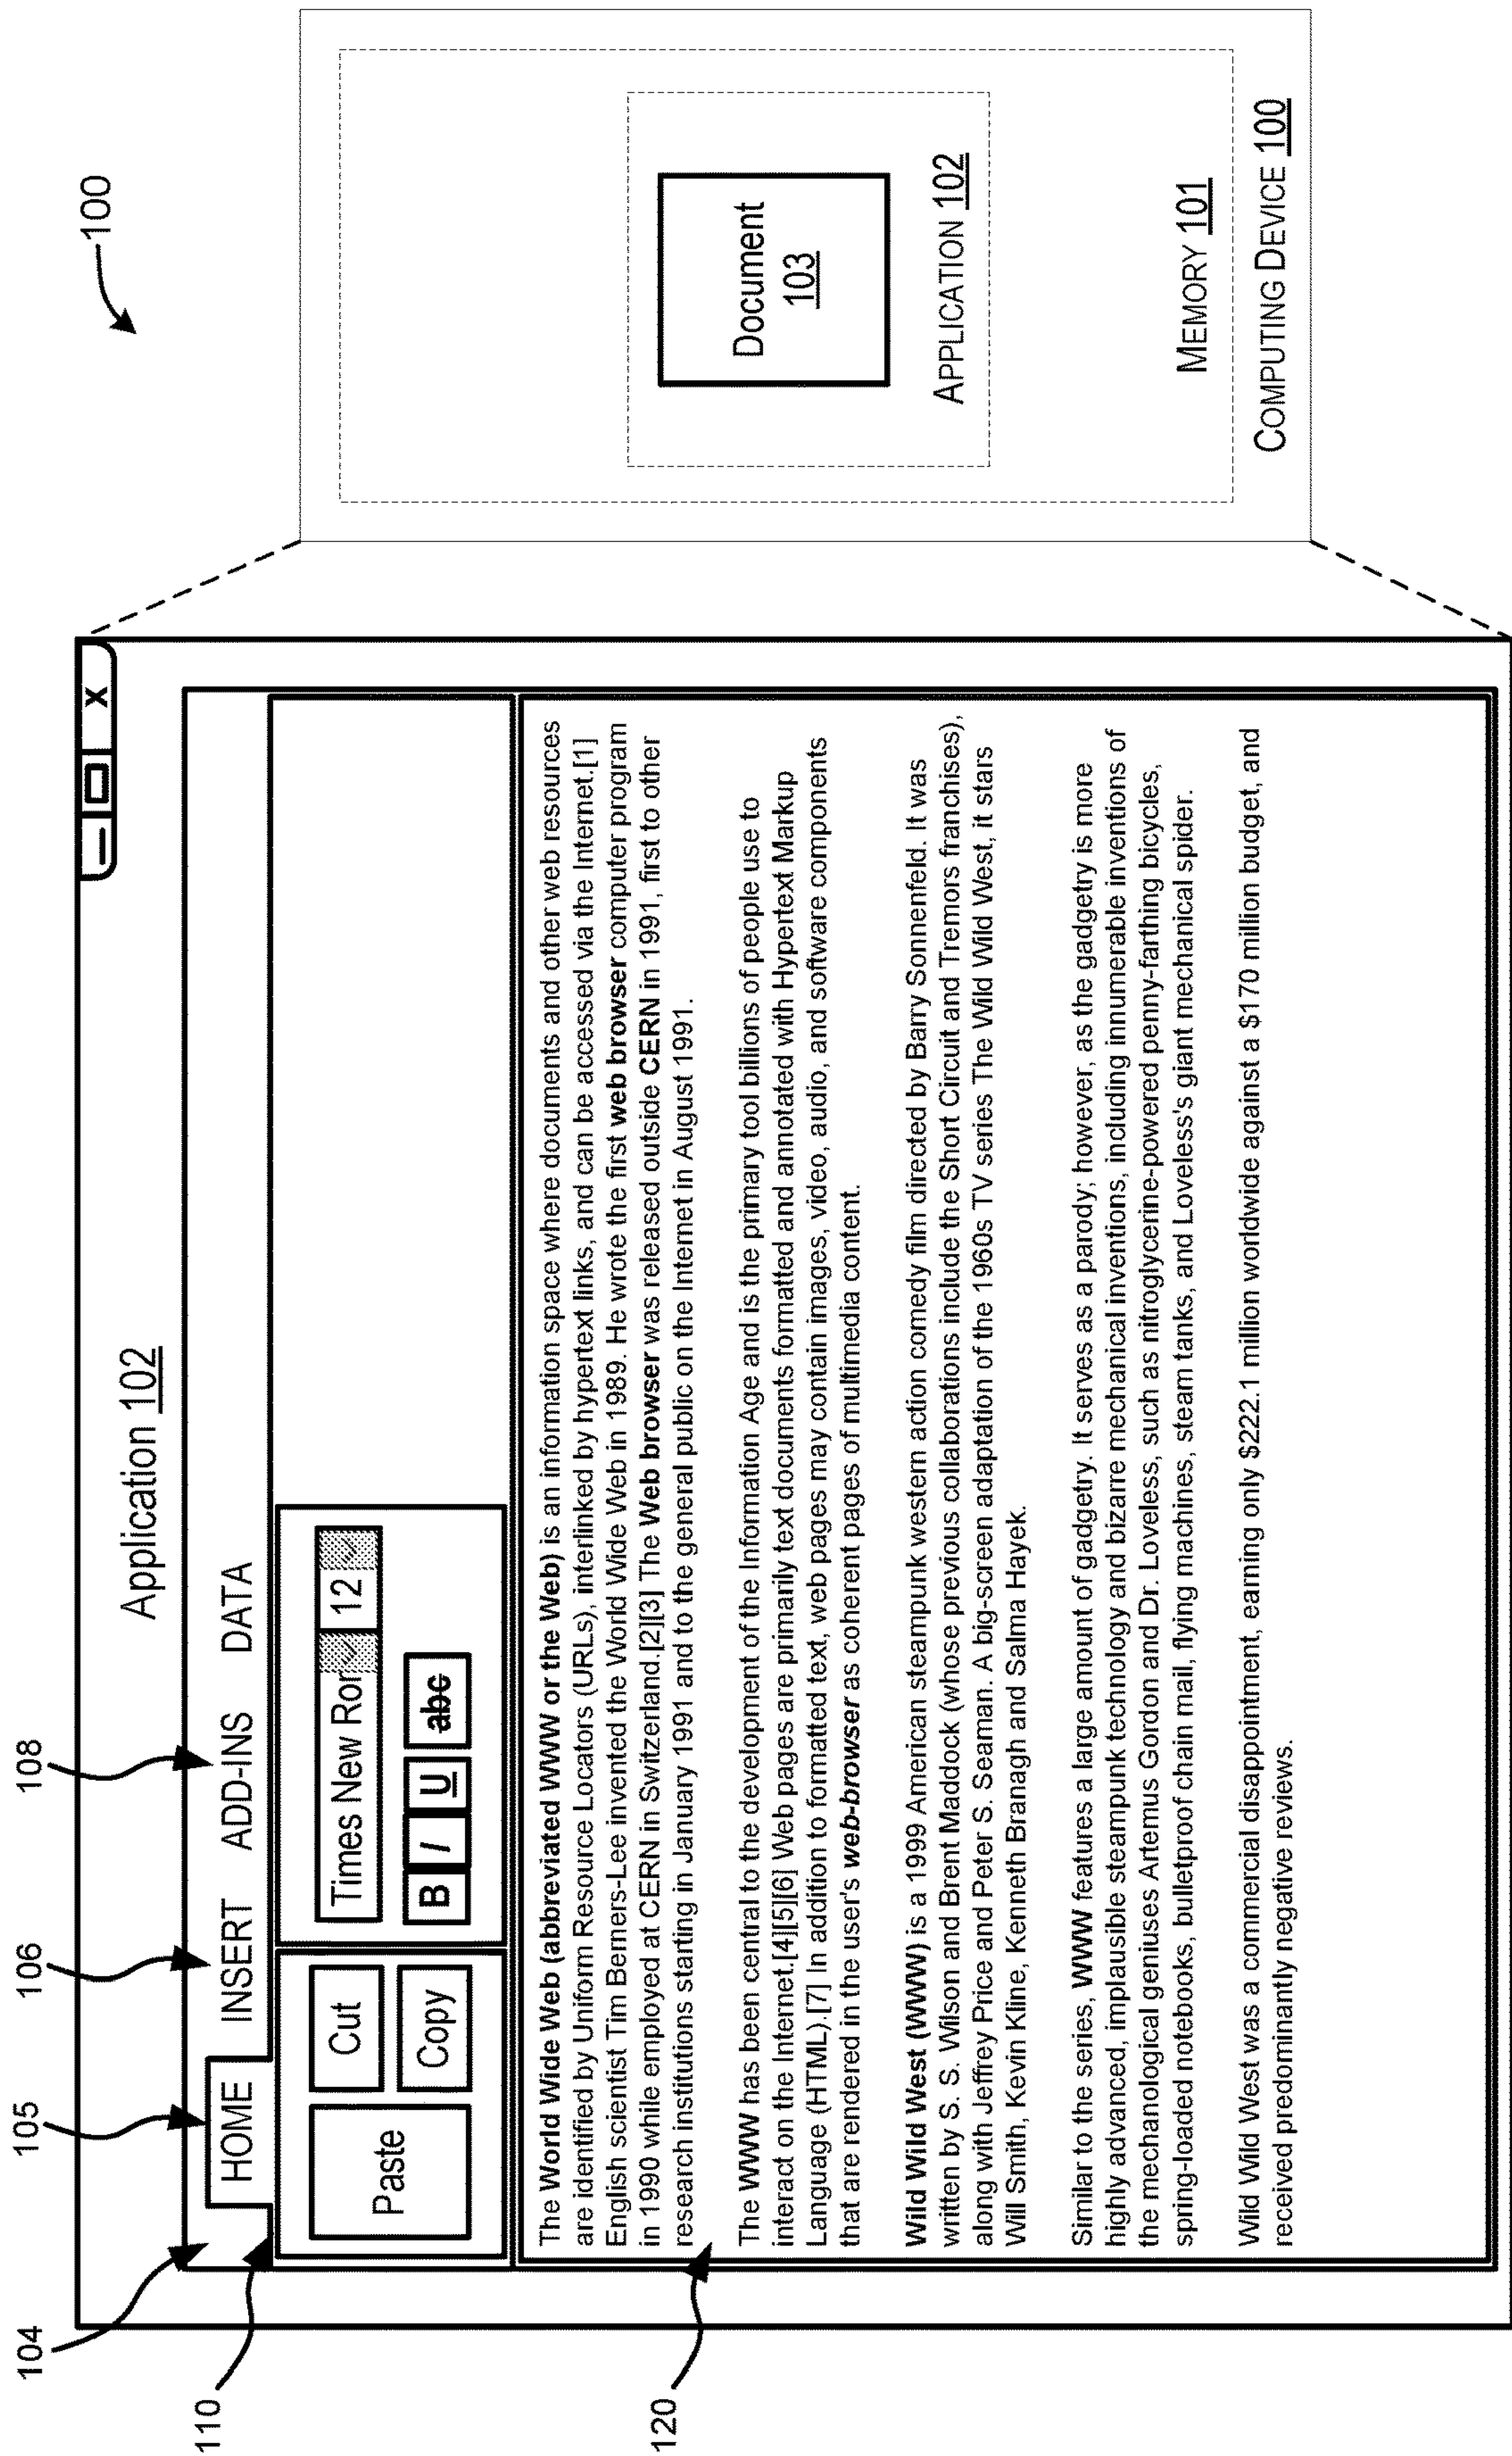 100
Application 102
_ X
104
105
106
108
HOME INSERT ADD-INS DATA
110
Paste
Cut
Copy
Times New Ror
12
B I U abc
120
The World Wide Web (abbreviated WWW or the Web) is an information space where documents and other web resources
are identified by Uniform Resource Locators (URLs), interlinked by hypertext links, and can be accessed via the Internet.[1]
English scientist Tim Berners-Lee invented the World Wide Web in 1989. He wrote the first web browser computer program
in 1990 while employed at CERN in Switzerland.[2][3] The Web browser was released outside CERN in 1991, first to other
research institutions starting in January 1991 and to the general public on the Internet in August 1991.
The WWW has been central to the development of the Information Age and is the primary tool billions of people use to
interact on the Internet.[4][5][6] Web pages are primarily text documents formatted and annotated with Hypertext Markup
Language (HTML).[7] In addition to formatted text, web pages may contain images, video, audio, and software components
that are rendered in the user's web-browser as coherent pages of multimedia content.
Wild Wild West (WWW) is a 1999 American steampunk western action comedy film directed by Barry Sonnenfeld. It was
written by S. S. Wilson and Brent Maddock (whose previous collaborations include the Short Circuit and Tremors franchises),
along with Jeffrey Price and Peter S. Seaman. A big-screen adaptation of the 1960s TV series The Wild Wild West, it stars
Will Smith, Kevin Kline, Kenneth Branagh and Salma Hayek.
Similar to the series, WWW features a large amount of gadgetry. It serves as a parody; however, as the gadgetry is more
highly advanced, implausible steampunk technology and bizarre mechanical inventions, including innumerable inventions of
the mechanological geniuses Artemus Gordon and Dr. Loveless, such as nitroglycerine-powered penny-farthing bicycles,
spring-loaded notebooks, bulletproof chain mail, flying machines, steam tanks, and Loveless's giant mechanical spider.
Wild Wild West was a commercial disappointment, earning only $222.1 million worldwide against a $170 million budget, and
received predominantly negative reviews.
Document
103
APPLICATION 102
MEMORY 101
COMPUTING DEVICE 100